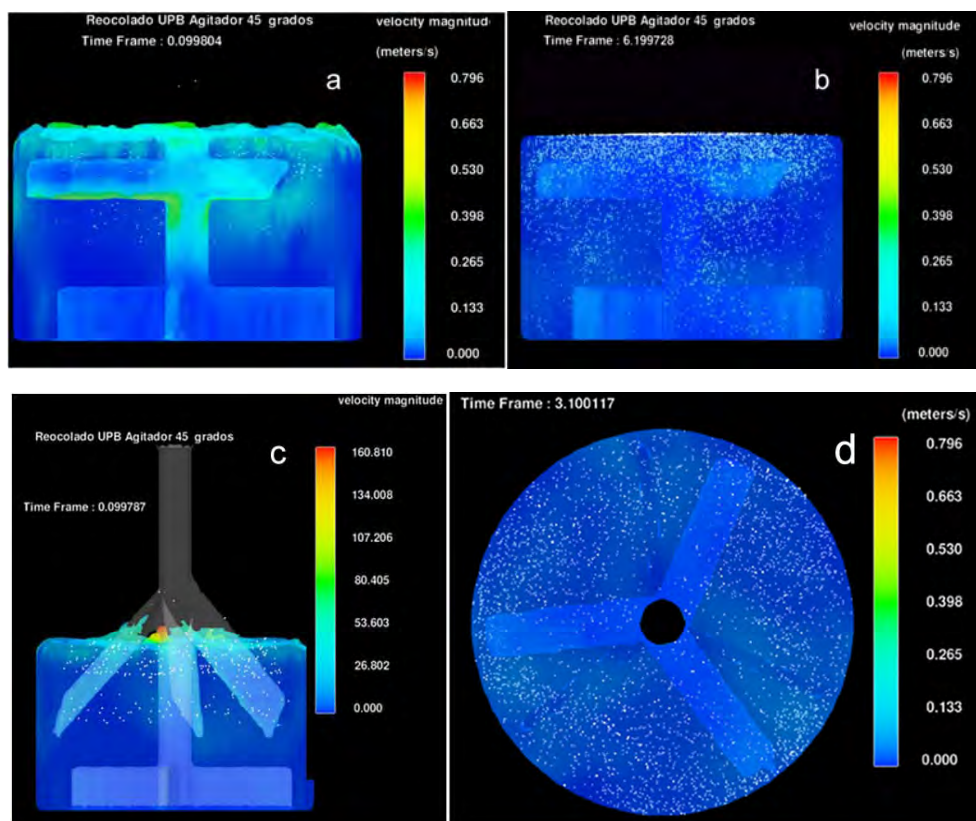 Reocolado UPB Agitador 45 grados
Time Frame : 0.099804
velocity magnitude
(meters/s)
a
0.796
0.663
0.530
0.398
0.265
0.133
0.000
Reocolado UPB Agitador 45 grados
Time Frame : 6.199728
velocity magnitude
(meters/s)
b
0.796
0.663
0.530
0.398
0.265
0.133
0.000
velocity magnitude
Reocolado UPB Agitador 45 grados
c
Time Frame : 0.099787
160.810
134.008
107.206
80.405
53.603
26.802
0.000
Time Frame : 3.100117
(meters/s)
d
0.796
0.663
0.530
0.398
0.265
0.133
0.000